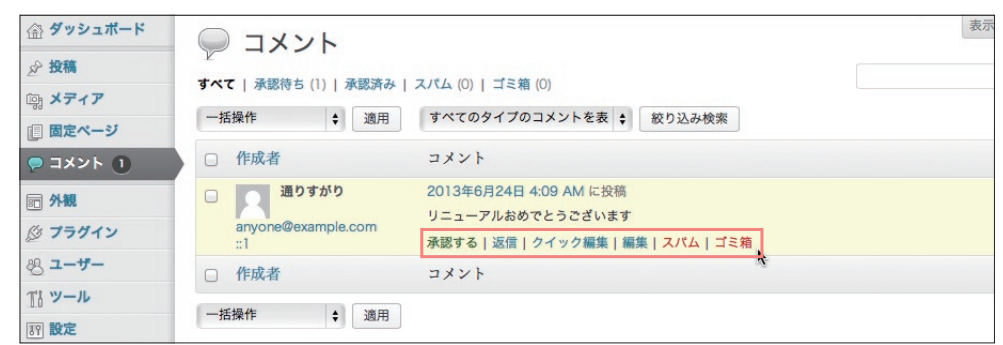 ダッシュボード
投稿
メディア
固定ページ
コメント 1
外観
プラグイン
ユーザー
ツール
設定
表示
コメント
すべて | 承認待ち (1) | 承認済み | スパム (0) | ゴミ箱 (0)
一括操作 適用 すべてのタイプのコメントを表 絞り込み検索
作成者 コメント
通りすがり 2013年6月24日 4:09 AM に投稿
リニューアルおめでとうございます
anyone@example.com
::1
承認する | 返信 | クイック編集 | 編集 | スパム | ゴミ箱
作成者 コメント
一括操作 適用